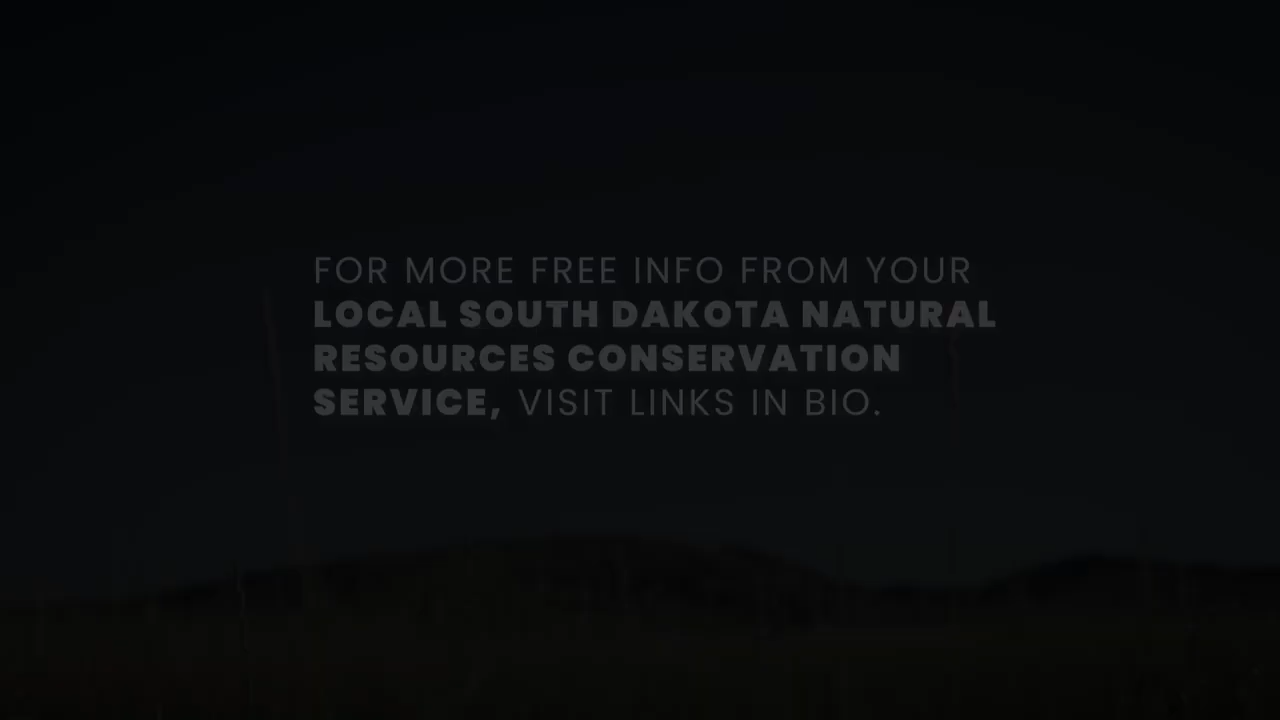 FOR MORE FREE INFO FROM YOUR
LOCAL SOUTH DAKOTA NATURAL
RESOURCES CONSERVATION
SERVICE, VISIT LINKS IN BIO.